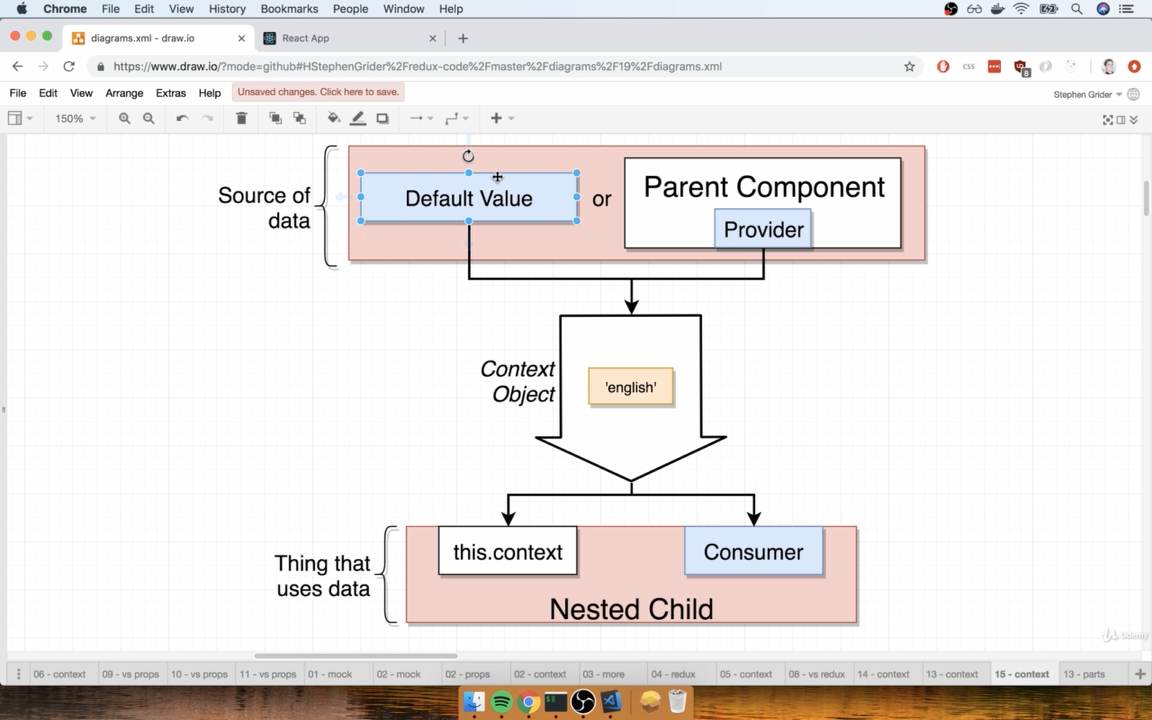 Chrome File Edit View History Bookmarks People Window Help
diagrams.xml - draw.io
React App
https://www.draw.io/?mode=github#HStephenGrider%2Fredux-code%2Fmaster%2Fdiagrams%2F19%2Fdiagrams.xml
css
8
File Edit View Arrange Extras Help
Unsaved changes. Click here to save.
Stephen Grider
150%
Source of
data
Default Value
or
Parent Component
Provider
Context
Object
'english'
Thing that
uses data
this.context
Consumer
Nested Child
Udemy
06 - context 09 - vs props 10 - vs props 11 - vs props 01 - mock 02 - mock 02 - props 02 - context 03 - more 04 - redux 05 - context 08 - vs redux 14 - context 13 - context 15 - context 13 - parts